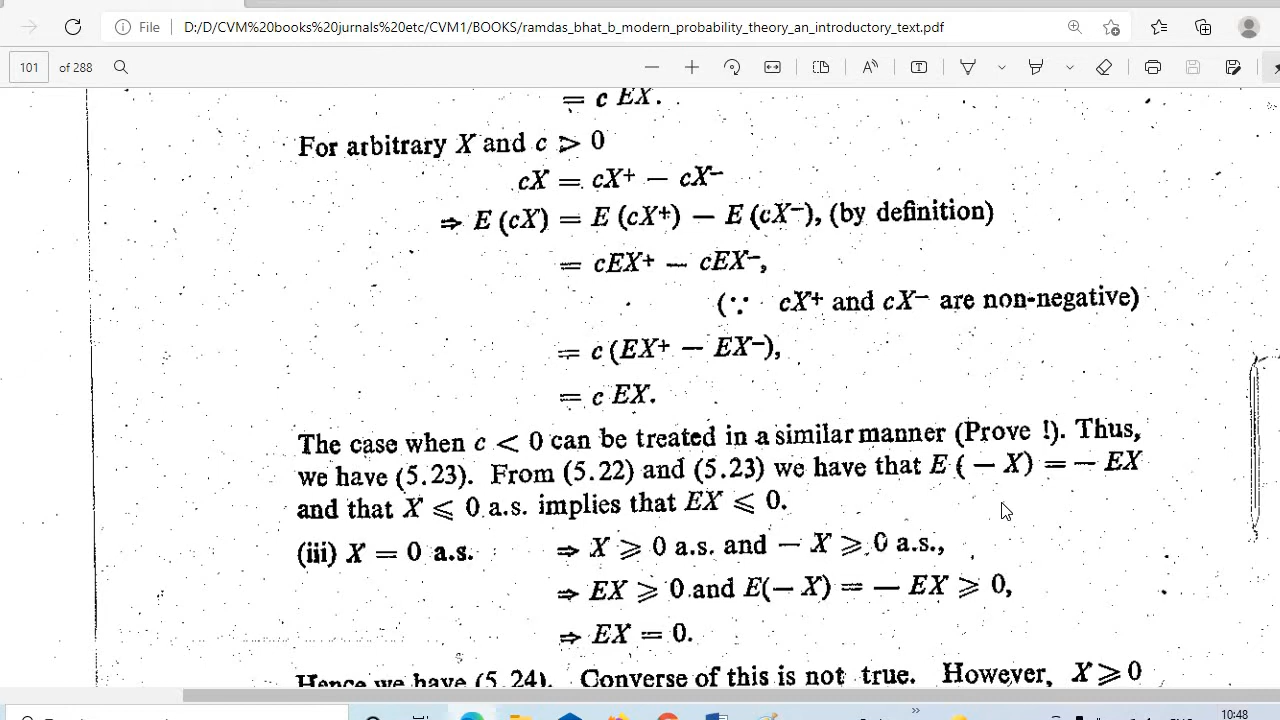 File
D:/D/CVM%20books%20jurnals%20etc/CVM1/BOOKS/ramdas_bhat_b_modern_probability_theory_an_introductory_text.pdf
101 of 288
= c EX.
For arbitrary X and c > 0
cX = cX⁺ − cX⁻
⇒ E (cX) = E (cX⁺) − E (cX⁻), (by definition)
= cEX⁺ − cEX⁻,
(∵ cX⁺ and cX⁻ are non-negative)
= c (EX⁺ − EX⁻),
= c EX.
The case when c < 0 can be treated in a similar manner (Prove !). Thus,
we have (5.23). From (5.22) and (5.23) we have that E (− X) = − EX
and that X ⩽ 0 a.s. implies that EX ⩽ 0.
(iii) X = 0 a.s. ⇒ X ⩾ 0 a.s. and − X ⩾ 0 a.s.,
⇒ EX ⩾ 0 and E(− X) = − EX ⩾ 0,
⇒ EX = 0.
Hence we have (5.24). Converse of this is not true. However, X ⩾ 0
10:48